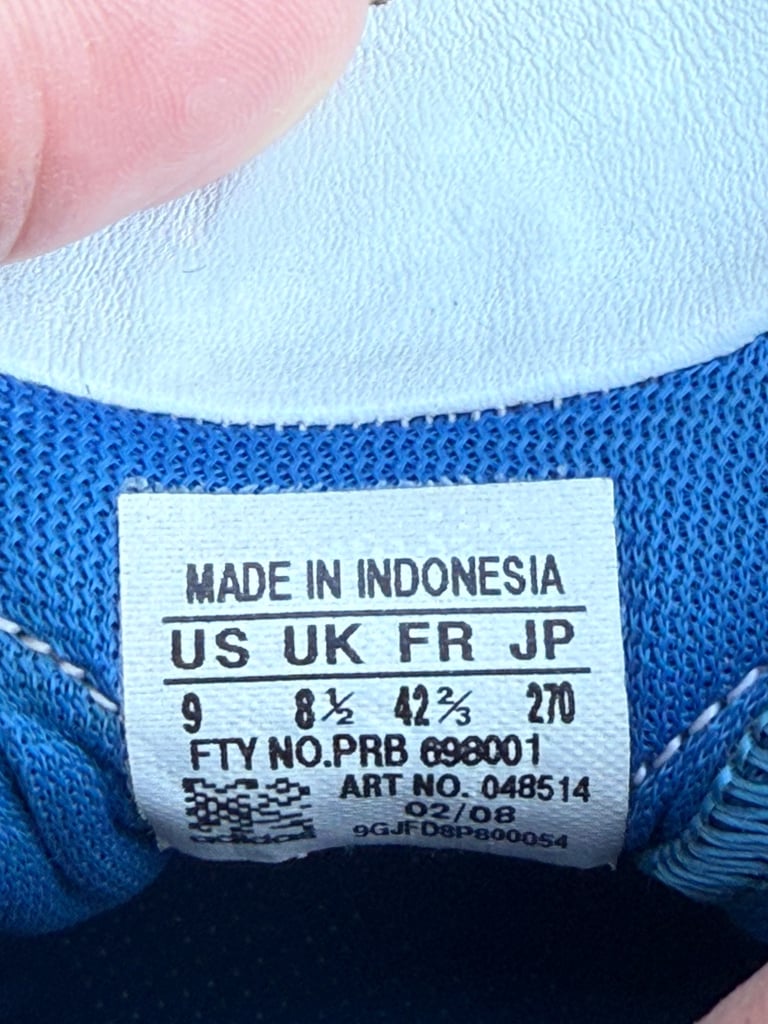 MADE IN INDONESIA
US UK FR JP
9 8½ 42⅔ 270
FTY NO.PRB 698001
ART NO. 048514
02/08
9GJFD8P800054
adidas